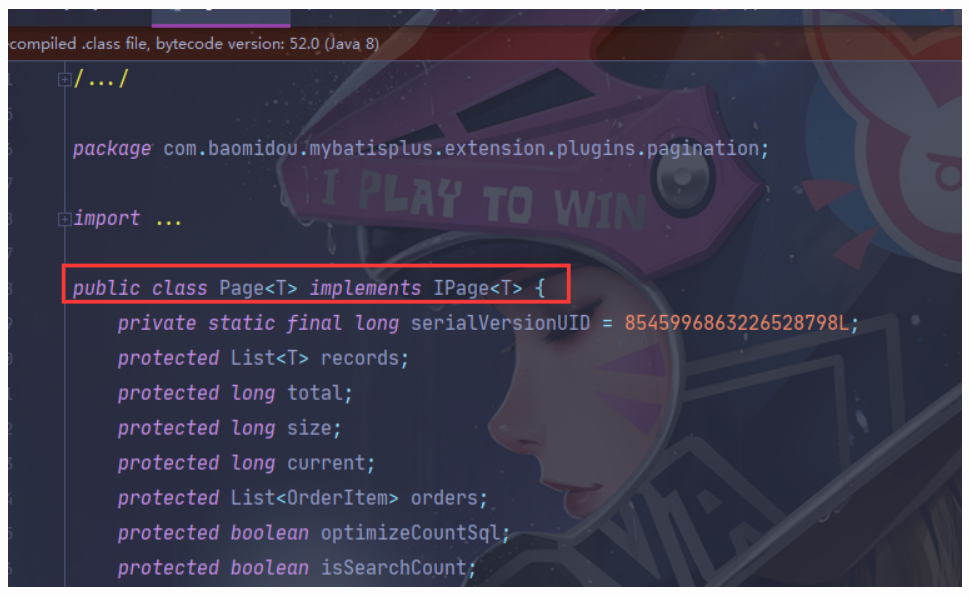 ecompiled .class file, bytecode version: 52.0 (Java 8)
/.../
package com.baomidou.mybatisplus.extension.plugins.pagination;
I PLAY TO WIN
import ...
public class Page<T> implements IPage<T> {
private static final long serialVersionUID = 8545996863226528798L;
protected List<T> records;
protected long total;
protected long size;
protected long current;
protected List<OrderItem> orders;
protected boolean optimizeCountSql;
protected boolean isSearchCount;